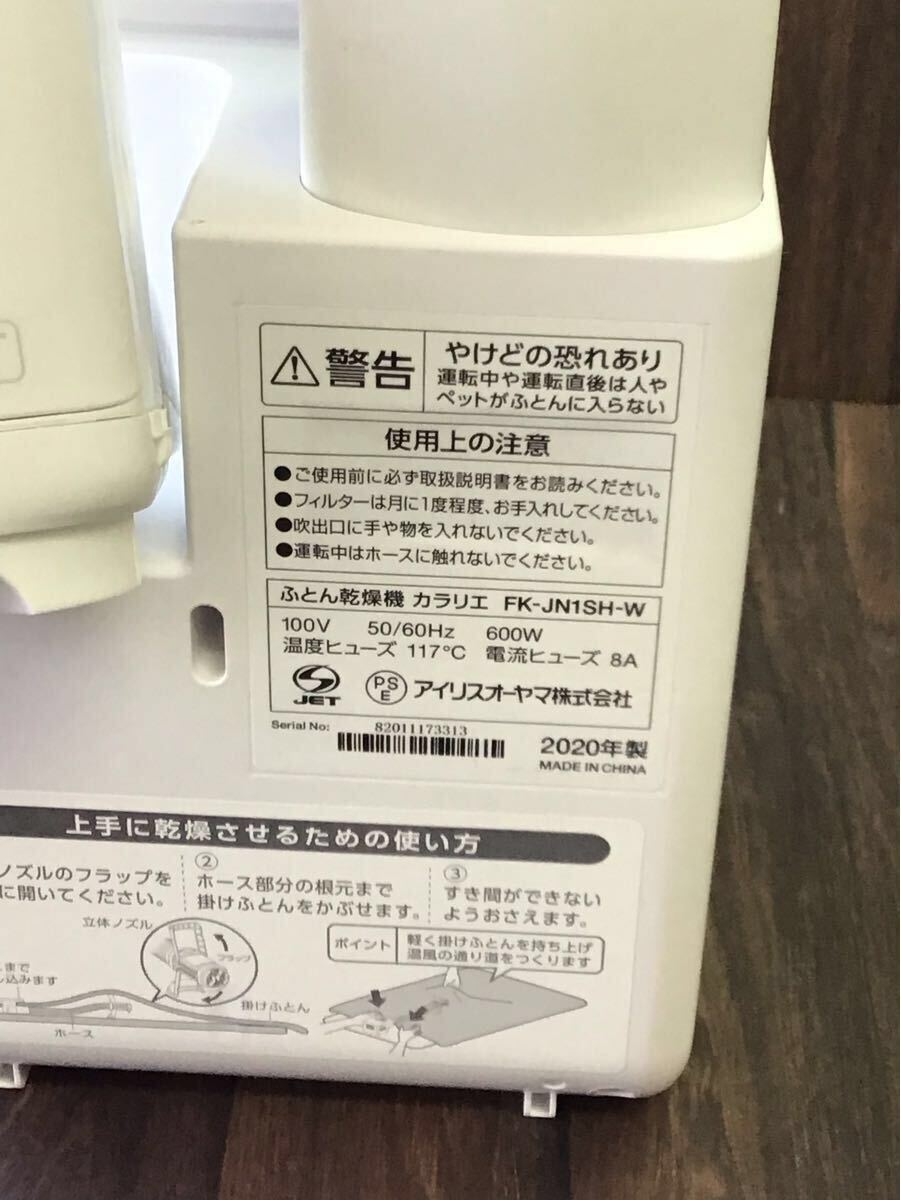 警告
やけどの恐れあり
運転中や運転直後は人や
ペットがふとんに入らない
使用上の注意
●ご使用前に必ず取扱説明書をお読みください。
●フィルターは月に1度程度、お手入れしてください。
●吹出口に手や物を入れないでください。
●運転中はホースに触れないでください。
ふとん乾燥機 カラリエ FK-JN1SH-W
100V 50/60Hz 600W
温度ヒューズ 117℃ 電流ヒューズ 8A
JET PSE アイリスオーヤマ株式会社
Serial No: 82011173313
2020年製
MADE IN CHINA
上手に乾燥させるための使い方
ノズルのフラップを
に開いてください。
②
ホース部分の根元まで
掛けふとんをかぶせます。
③
すき間ができない
ようおさえます。
立体ノズル
フラップ
まで
し込みます
掛けふとん
ホース
ポイント
軽く掛けふとんを持ち上げ
温風の通り道をつくります